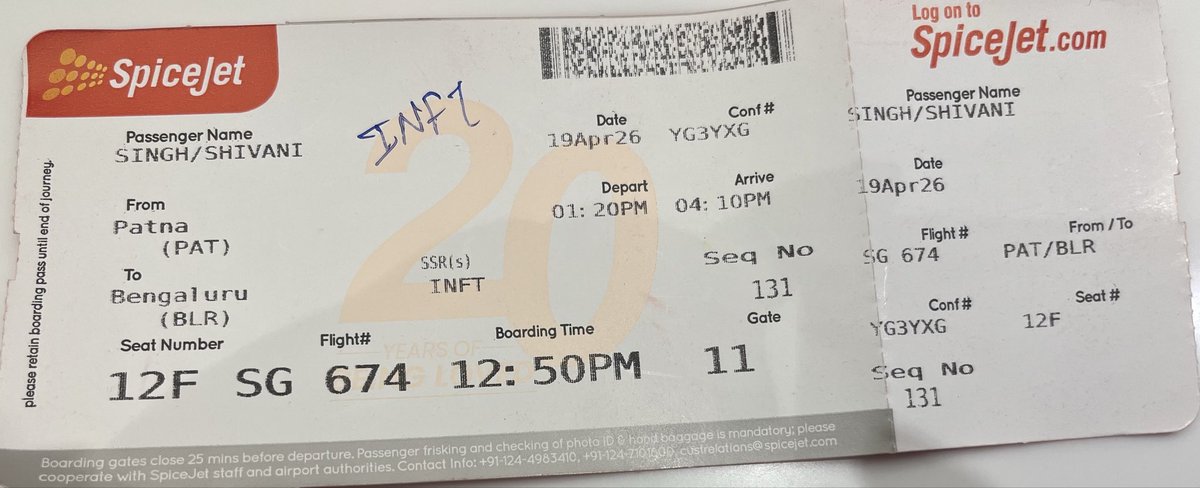 SpiceJet
Log on to
SpiceJet.com
INFT
Passenger Name
SINGH/SHIVANI
Date
19Apr26
Conf #
YG3YXG
Passenger Name
SINGH/SHIVANI
From
Patna
(PAT)
Depart
01:20PM
Arrive
04:10PM
Date
19Apr26
To
Bengaluru
(BLR)
SSR(s)
INFT
Seq No
131
Flight #
SG 674
From / To
PAT/BLR
Seat Number
12F
Flight#
SG 674
Boarding Time
12:50PM
Gate
11
Conf #
YG3YXG
Seat #
12F
Seq No
131
20
YEARS OF
please retain boarding pass until end of journey.
Boarding gates close 25 mins before departure. Passenger frisking and checking of photo ID & hand baggage is mandatory; please
cooperate with SpiceJet staff and airport authorities. Contact Info: +91-124-4983410, +91-124-7101600, custrelations@spicejet.com